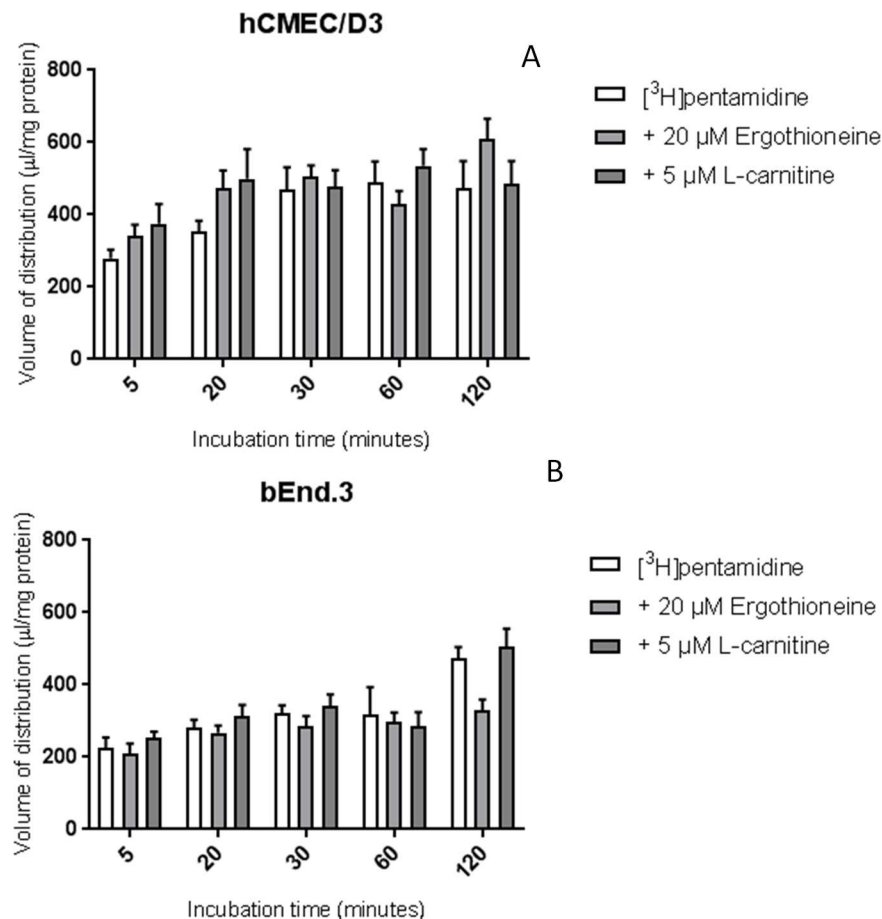 hCMEC/D3
A
Volume of distribution (µl/mg protein)
800
600
400
200
0
5 20 30 60 120
Incubation time (minutes)
[³H]pentamidine
+ 20 µM Ergothioneine
+ 5 µM L-carnitine
bEnd.3
B
Volume of distribution (µl/mg protein)
800
600
400
200
0
5 20 30 60 120
Incubation time (minutes)
[³H]pentamidine
+ 20 µM Ergothioneine
+ 5 µM L-carnitine